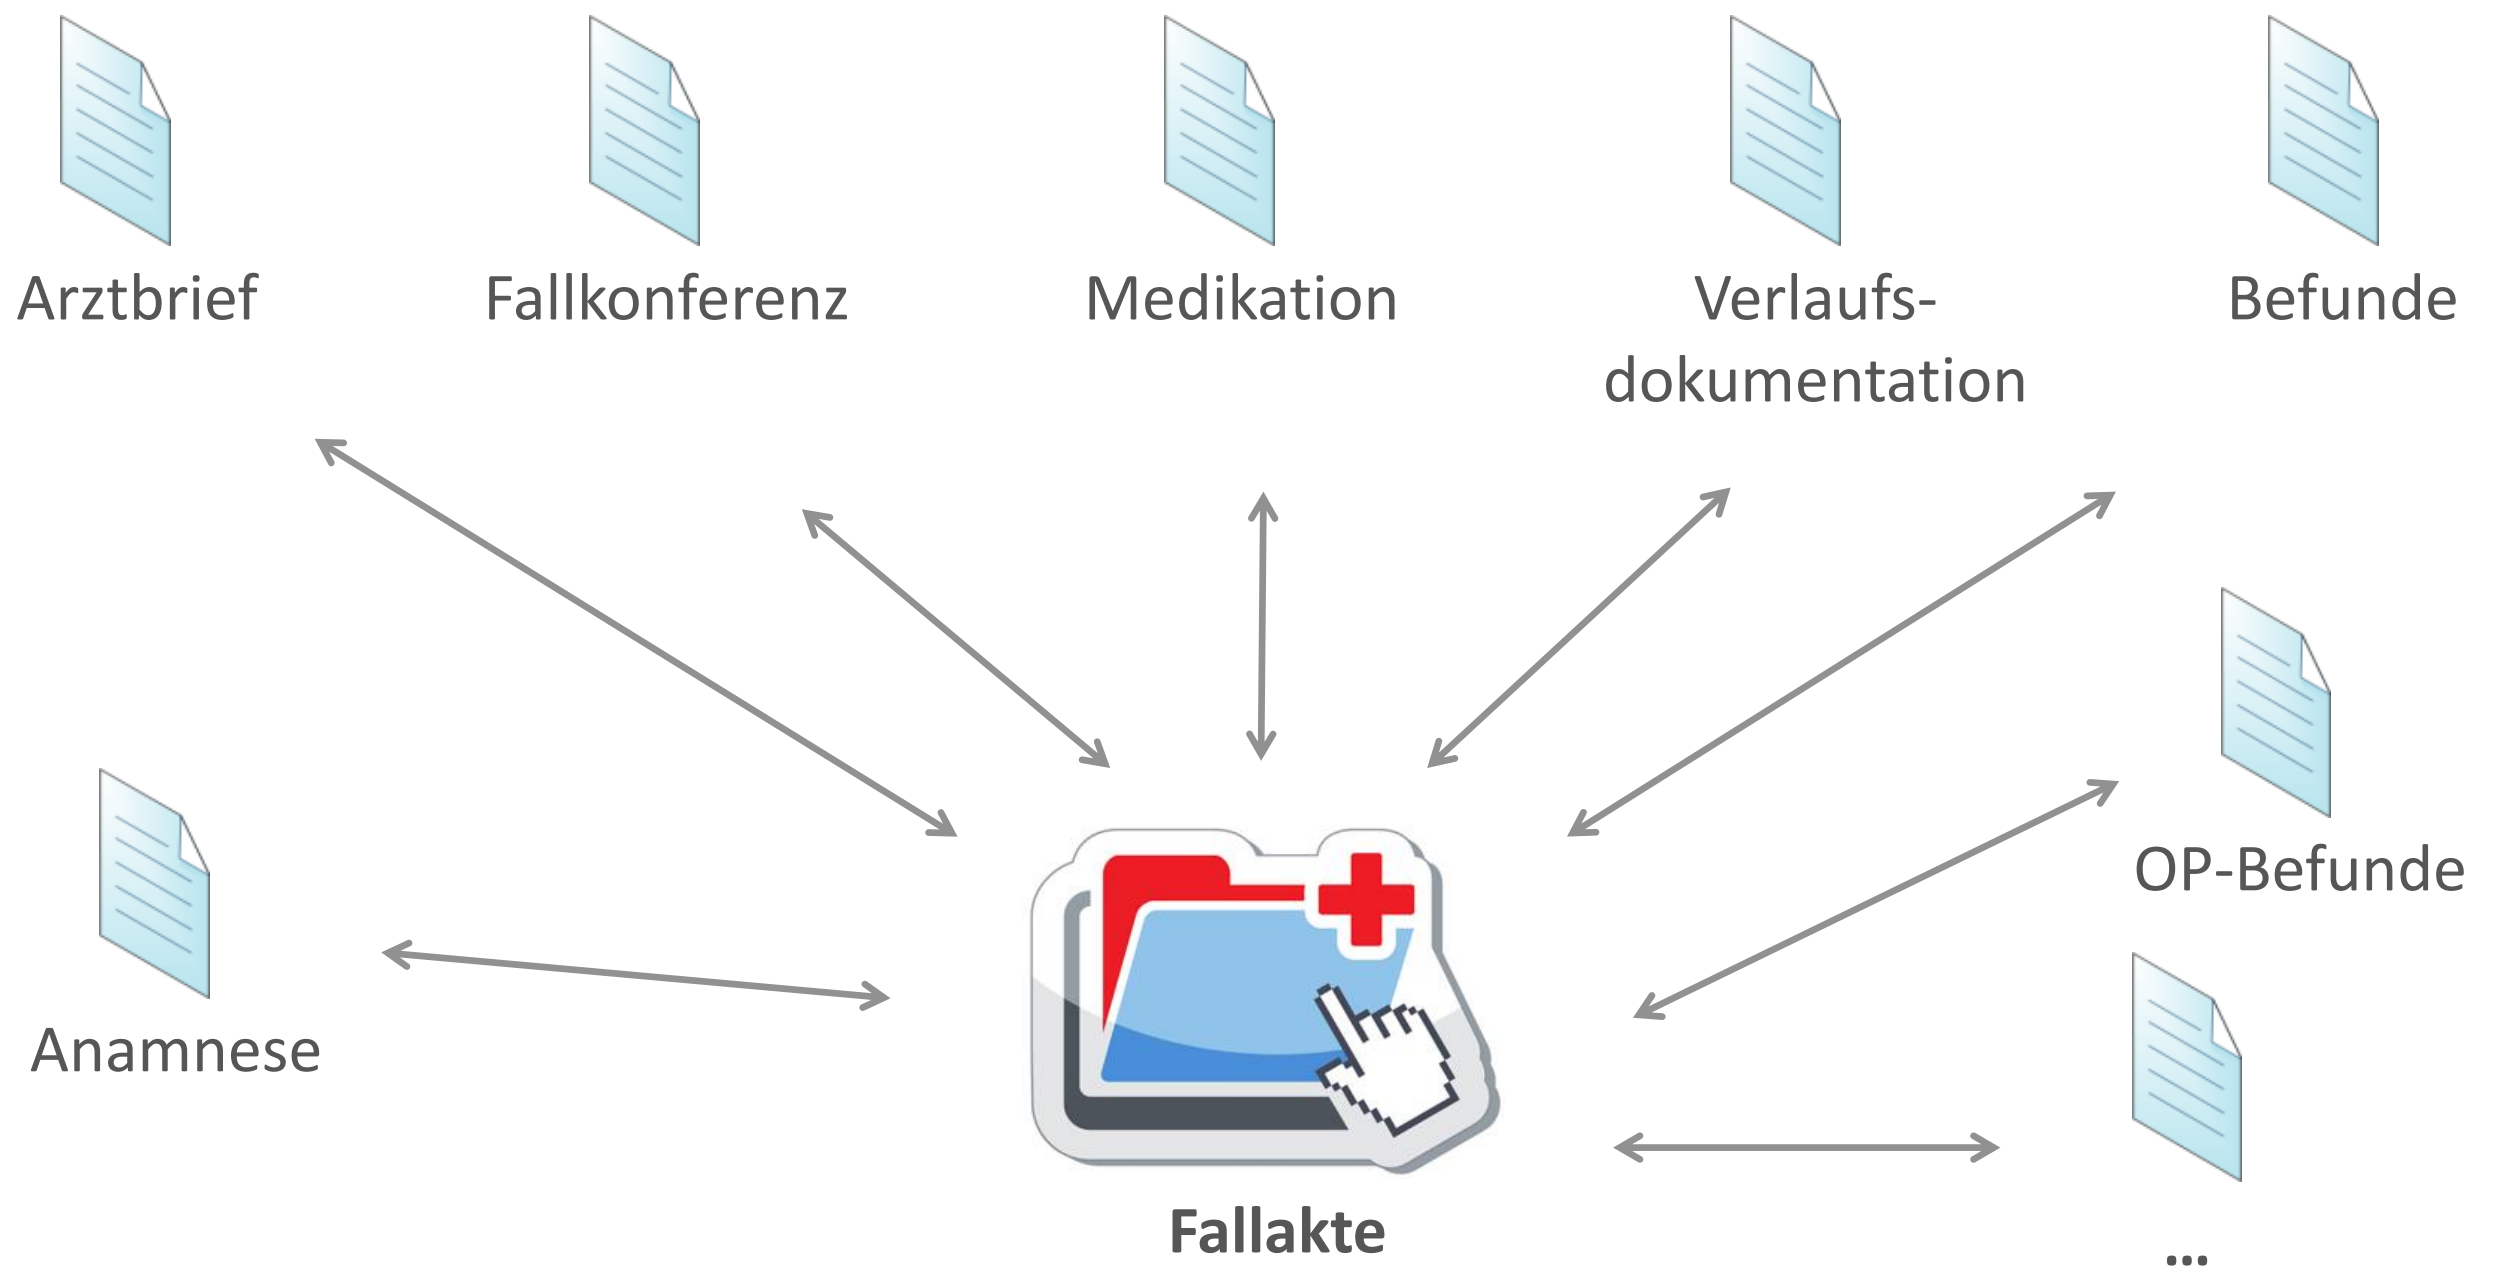 Arztbrief
Fallkonferenz
Medikation
Verlaufs-
dokumentation
Befunde
OP-Befunde
Anamnese
Fallakte
...